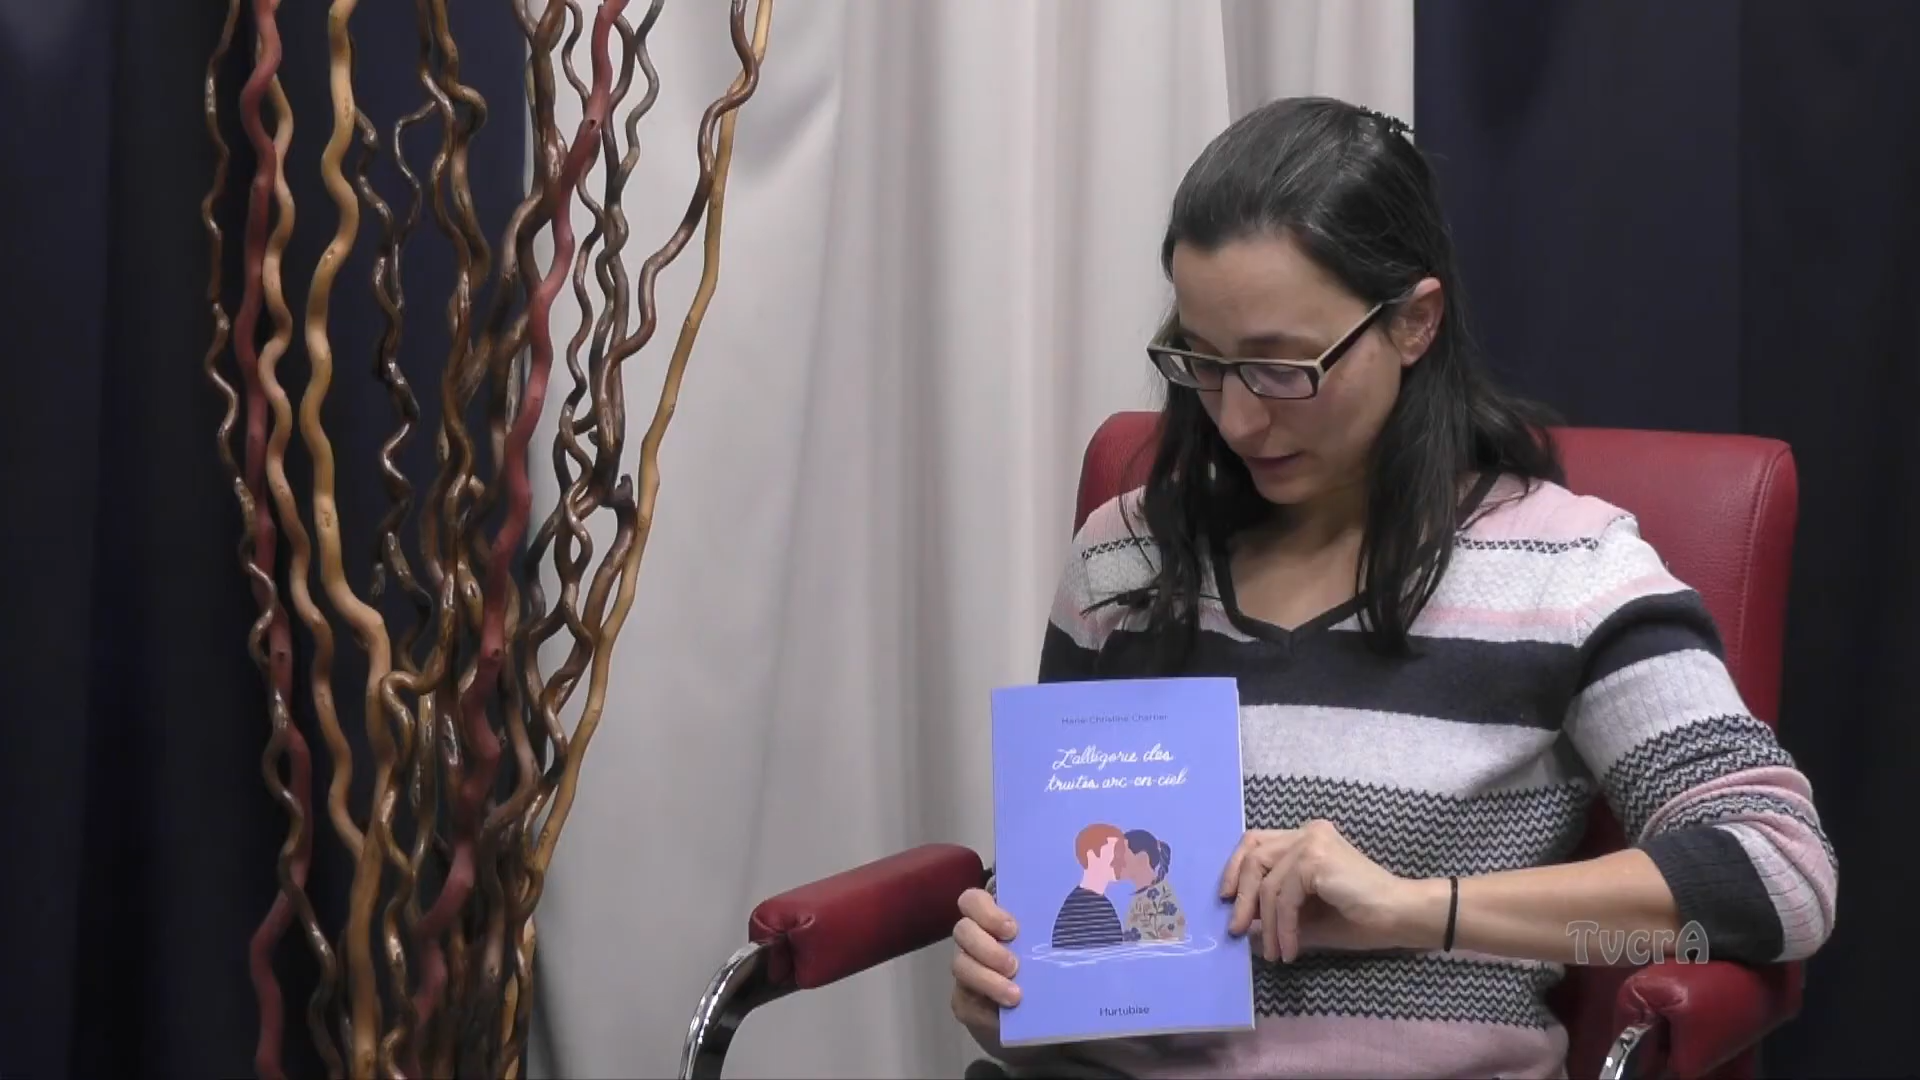 Marie-Christine Chartier
L'allégorie des
truites arc-en-ciel
Hurtubise
TvcrA